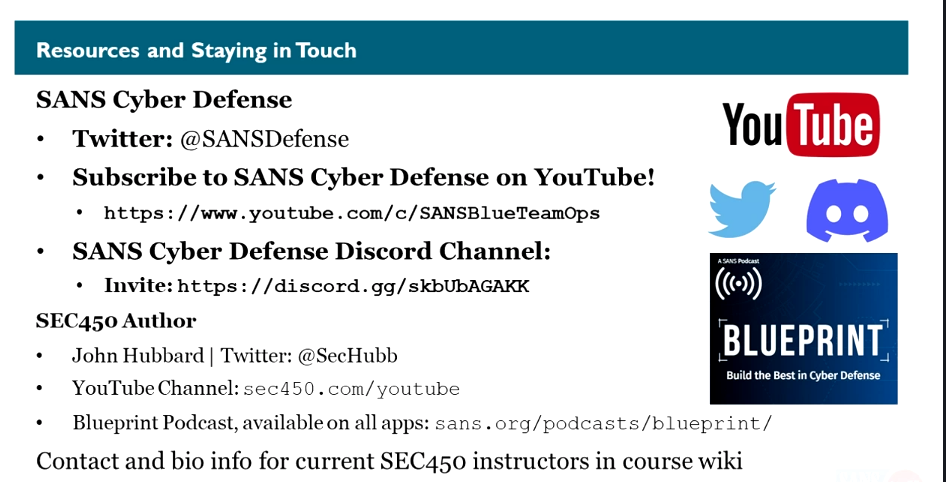 Resources and Staying in Touch
SANS Cyber Defense
• Twitter: @SANSDefense
• Subscribe to SANS Cyber Defense on YouTube!
• https://www.youtube.com/c/SANSBlueTeamOps
• SANS Cyber Defense Discord Channel:
• Invite: https://discord.gg/skbUbAGAKK
SEC450 Author
• John Hubbard | Twitter: @SecHubb
• YouTube Channel: sec450.com/youtube
• Blueprint Podcast, available on all apps: sans.org/podcasts/blueprint/
Contact and bio info for current SEC450 instructors in course wiki
YouTube
A SANS Podcast
BLUEPRINT
Build the Best in Cyber Defense